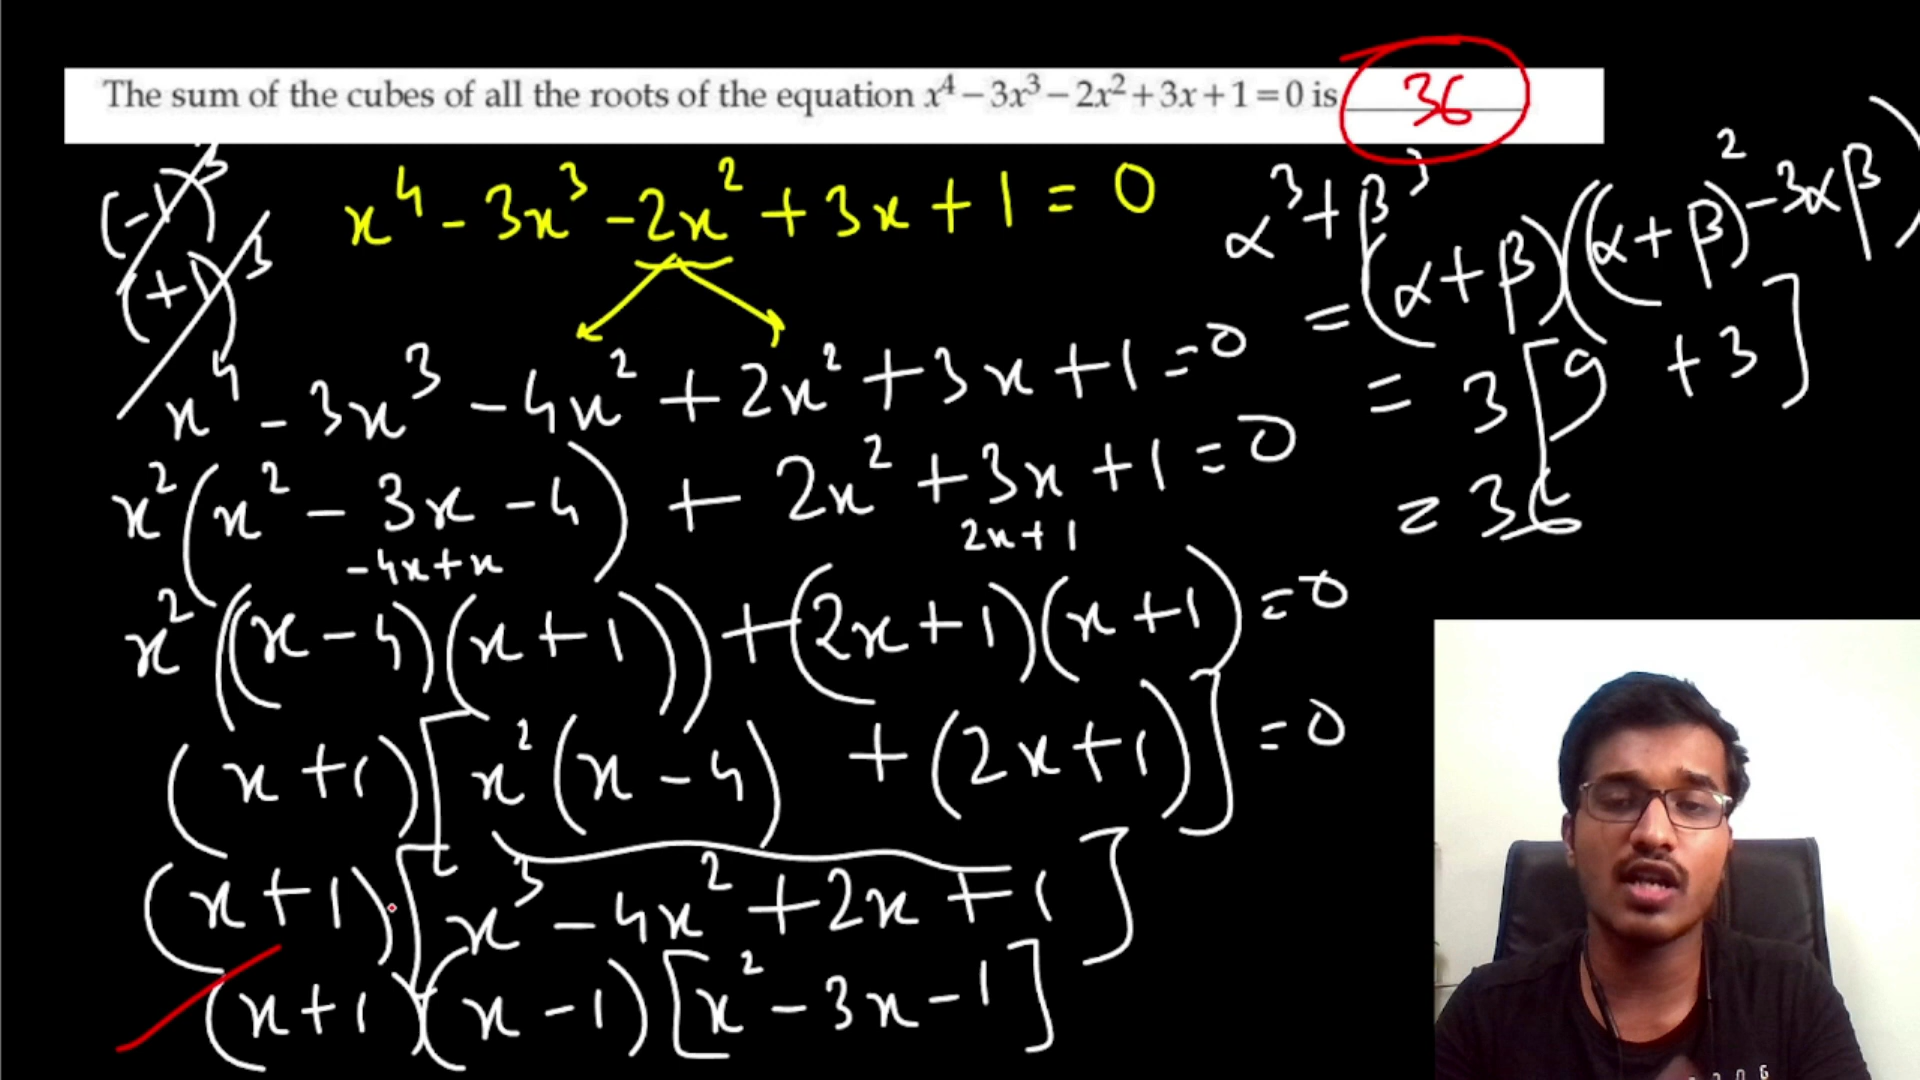 The sum of the cubes of all the roots of the equation x⁴ – 3x³ – 2x² + 3x + 1 = 0 is 36
(-1)³
(+1)³
x⁴ - 3x³ - 2x² + 3x + 1 = 0
x⁴ - 3x³ - 4x² + 2x² + 3x + 1 = 0
x²(x² - 3x - 4) + 2x² + 3x + 1 = 0
-4x+x
2x+1
x²((x-4)(x+1)) + (2x+1)(x+1) = 0
(x+1)[x²(x-4) + (2x+1)] = 0
(x+1)[x³ - 4x² + 2x + 1]
(x+1)(x-1)[x² - 3x - 1]
α³+β³
= (α+β)((α+β)² - 3αβ)
= 3[9 + 3]
= 36